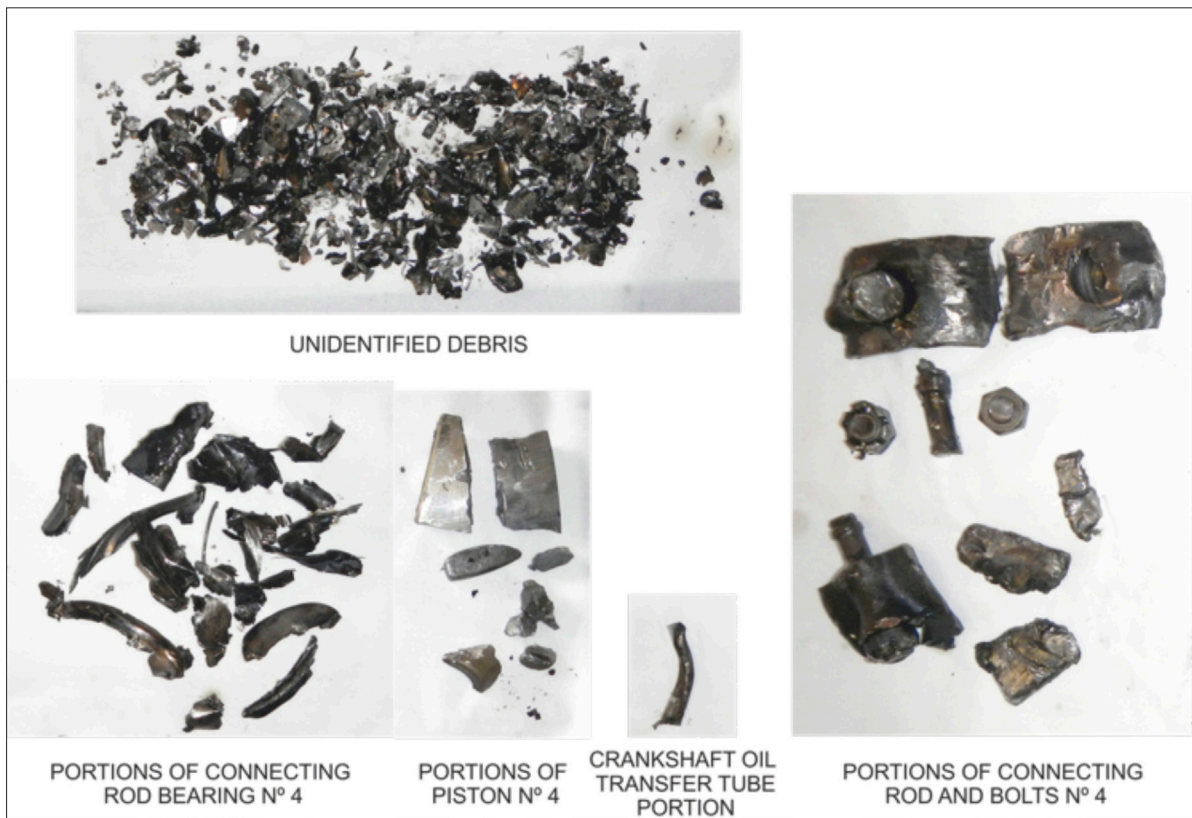 UNIDENTIFIED DEBRIS
PORTIONS OF CONNECTING
ROD BEARING Nº 4
PORTIONS OF
PISTON Nº 4
CRANKSHAFT OIL
TRANSFER TUBE
PORTION
PORTIONS OF CONNECTING
ROD AND BOLTS Nº 4